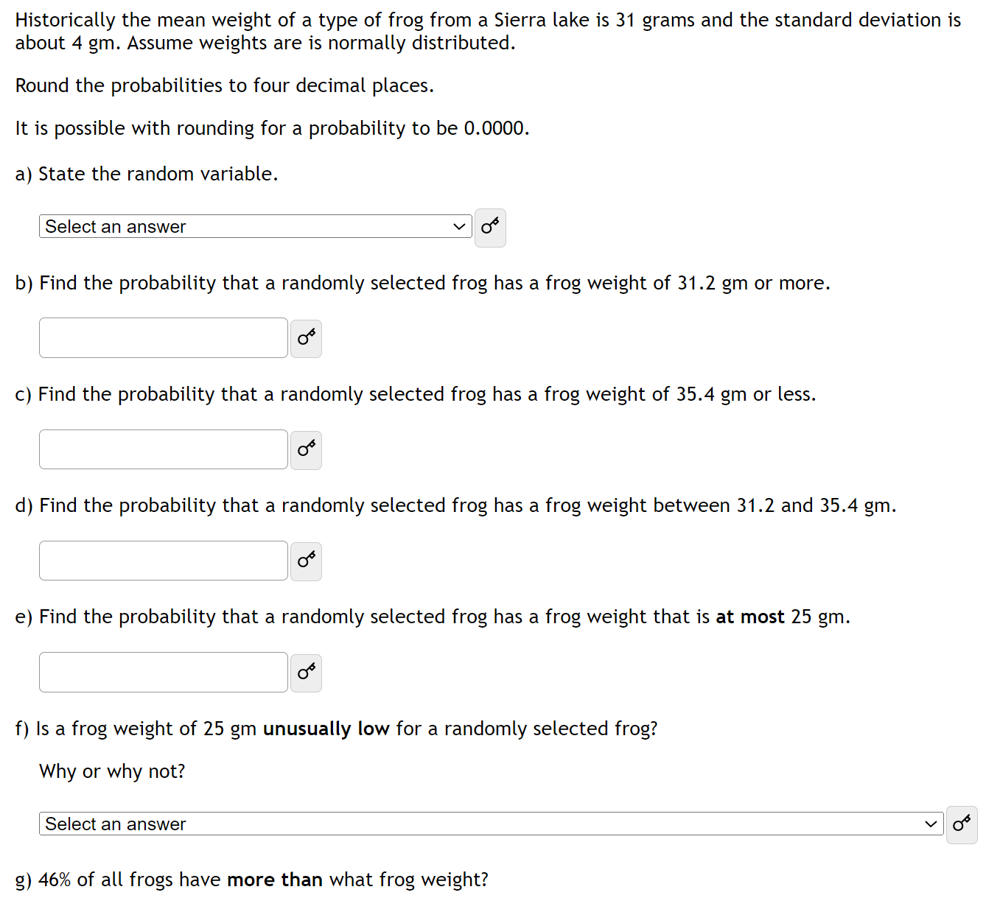 Historically the mean weight of a type of frog from a Sierra lake is 31 grams and the standard deviation is
about 4 gm. Assume weights are is normally distributed.
Round the probabilities to four decimal places.
It is possible with rounding for a probability to be 0.0000.
a) State the random variable.
Select an answer
b) Find the probability that a randomly selected frog has a frog weight of 31.2 gm or more.
c) Find the probability that a randomly selected frog has a frog weight of 35.4 gm or less.
d) Find the probability that a randomly selected frog has a frog weight between 31.2 and 35.4 gm.
e) Find the probability that a randomly selected frog has a frog weight that is at most 25 gm.
f) Is a frog weight of 25 gm unusually low for a randomly selected frog?
Why or why not?
Select an answer
g) 46% of all frogs have more than what frog weight?